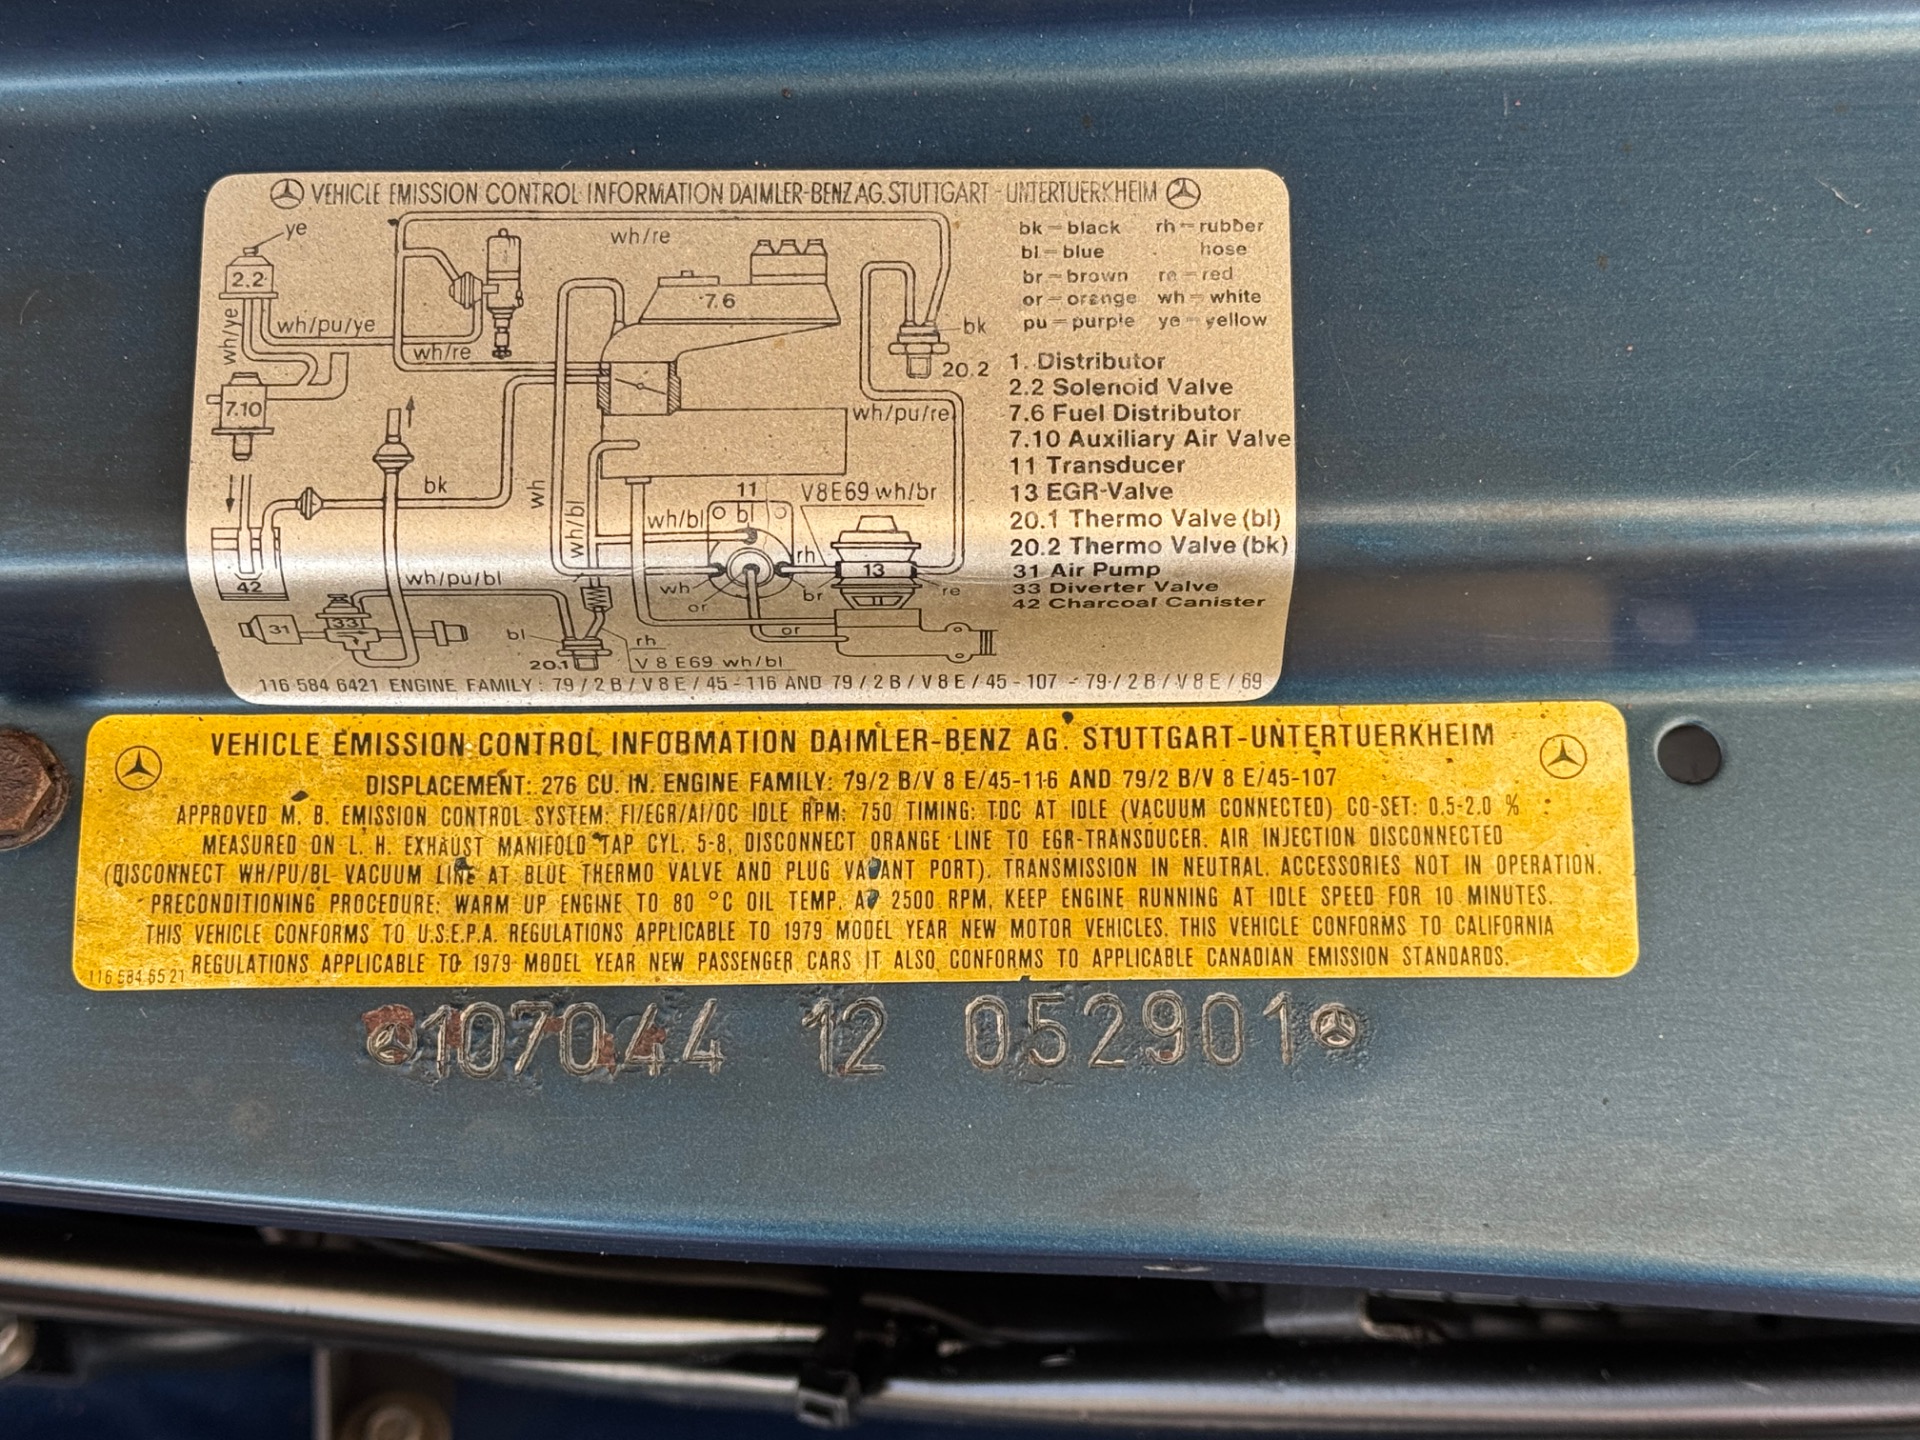 VEHICLE EMISSION CONTROL INFORMATION DAIMLER-BENZ AG. STUTTGART - UNTERTUERKHEIM
ye
2.2
wh/ye
wh/pu/ye
wh/re
wh/re
7.6
7.10
bk
20.2
wh/pu/re
bk
wh
wh/bl
wh/bl
11
bl
V8E69 wh/br
rh
13
wh
or
br
re
or
42
wh/pu/bl
31
33
bl
20.1
rh
V 8 E69 wh/bl
bk = black rh = rubber
bl = blue hose
br = brown re = red
or = orange wh = white
pu = purple ye = yellow
1. Distributor
2.2 Solenoid Valve
7.6 Fuel Distributor
7.10 Auxiliary Air Valve
11 Transducer
13 EGR-Valve
20.1 Thermo Valve (bl)
20.2 Thermo Valve (bk)
31 Air Pump
33 Diverter Valve
42 Charcoal Canister
116 584 6421 ENGINE FAMILY: 79 / 2 B / V 8 E / 45 - 116 AND 79 / 2 B / V 8 E / 45 - 107 - 79 / 2 B / V 8 E / 69
VEHICLE EMISSION CONTROL INFORMATION DAIMLER-BENZ AG. STUTTGART-UNTERTUERKHEIM
DISPLACEMENT: 276 CU. IN. ENGINE FAMILY: 79/2 B/V 8 E/45-116 AND 79/2 B/V 8 E/45-107
APPROVED M. B. EMISSION CONTROL SYSTEM: FI/EGR/AI/OC IDLE RPM: 750 TIMING: TDC AT IDLE (VACUUM CONNECTED) CO-SET: 0.5-2.0 %
MEASURED ON L. H. EXHAUST MANIFOLD TAP CYL. 5-8, DISCONNECT ORANGE LINE TO EGR-TRANSDUCER. AIR INJECTION DISCONNECTED
(DISCONNECT WH/PU/BL VACUUM LINE AT BLUE THERMO VALVE AND PLUG VACANT PORT). TRANSMISSION IN NEUTRAL. ACCESSORIES NOT IN OPERATION.
PRECONDITIONING PROCEDURE: WARM UP ENGINE TO 80 °C OIL TEMP. AT 2500 RPM, KEEP ENGINE RUNNING AT IDLE SPEED FOR 10 MINUTES.
THIS VEHICLE CONFORMS TO U.S.E.P.A. REGULATIONS APPLICABLE TO 1979 MODEL YEAR NEW MOTOR VEHICLES. THIS VEHICLE CONFORMS TO CALIFORNIA
REGULATIONS APPLICABLE TO 1979 MODEL YEAR NEW PASSENGER CARS IT ALSO CONFORMS TO APPLICABLE CANADIAN EMISSION STANDARDS.
116 584 65 21
107044 12 052901